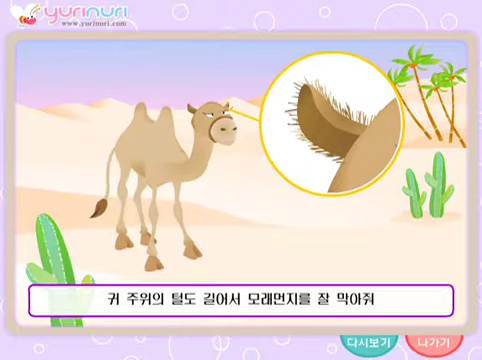 yurinuri
www.yurinuri.com
귀 주위의 털도 길어서 모래먼지를 잘 막아줘
다시보기
나가기